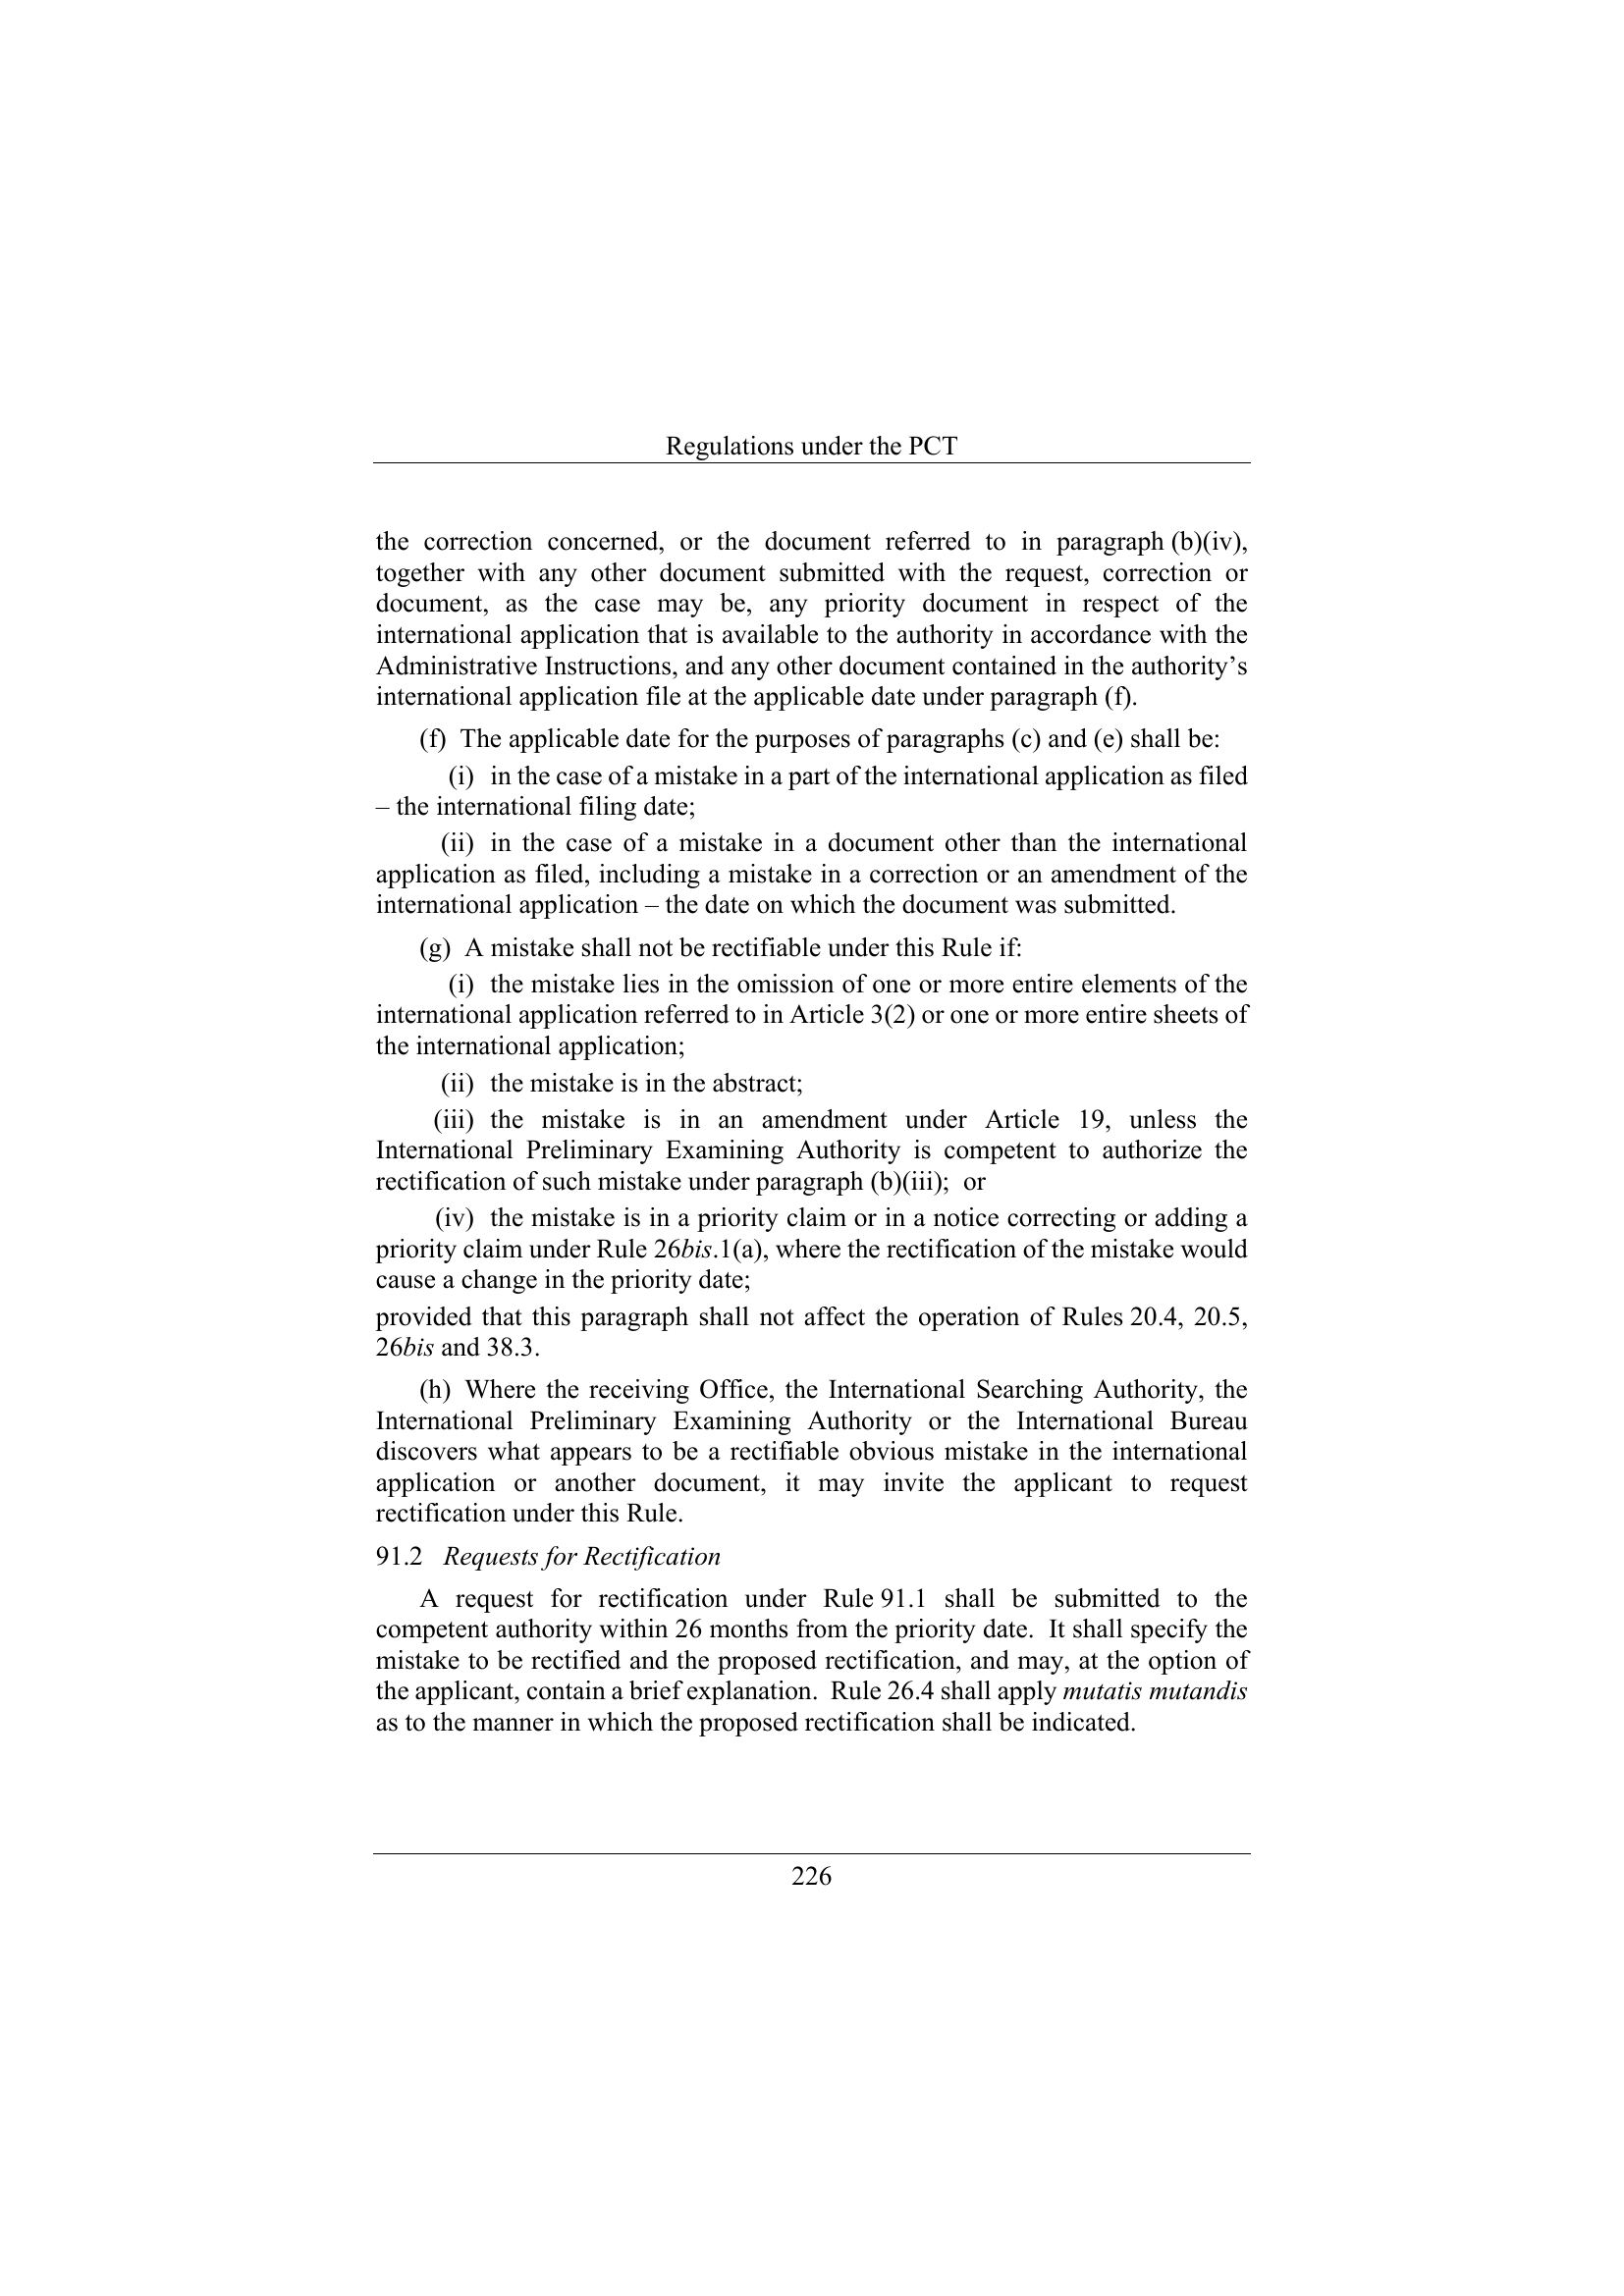 Regulations under the PCT
the correction concerned, or the document referred to in paragraph (b)(iv),
together with any other document submitted with the request, correction or
document, as the case may be, any priority document in respect of the
international application that is available to the authority in accordance with the
Administrative Instructions, and any other document contained in the authority’s
international application file at the applicable date under paragraph (f).
(f) The applicable date for the purposes of paragraphs (c) and (e) shall be:
(i) in the case of a mistake in a part of the international application as filed
– the international filing date;
(ii) in the case of a mistake in a document other than the international
application as filed, including a mistake in a correction or an amendment of the
international application – the date on which the document was submitted.
(g) A mistake shall not be rectifiable under this Rule if:
(i) the mistake lies in the omission of one or more entire elements of the
international application referred to in Article 3(2) or one or more entire sheets of
the international application;
(ii) the mistake is in the abstract;
(iii) the mistake is in an amendment under Article 19, unless the
International Preliminary Examining Authority is competent to authorize the
rectification of such mistake under paragraph (b)(iii); or
(iv) the mistake is in a priority claim or in a notice correcting or adding a
priority claim under Rule 26bis.1(a), where the rectification of the mistake would
cause a change in the priority date;
provided that this paragraph shall not affect the operation of Rules 20.4, 20.5,
26bis and 38.3.
(h) Where the receiving Office, the International Searching Authority, the
International Preliminary Examining Authority or the International Bureau
discovers what appears to be a rectifiable obvious mistake in the international
application or another document, it may invite the applicant to request
rectification under this Rule.
91.2 Requests for Rectification
A request for rectification under Rule 91.1 shall be submitted to the
competent authority within 26 months from the priority date. It shall specify the
mistake to be rectified and the proposed rectification, and may, at the option of
the applicant, contain a brief explanation. Rule 26.4 shall apply mutatis mutandis
as to the manner in which the proposed rectification shall be indicated.
226